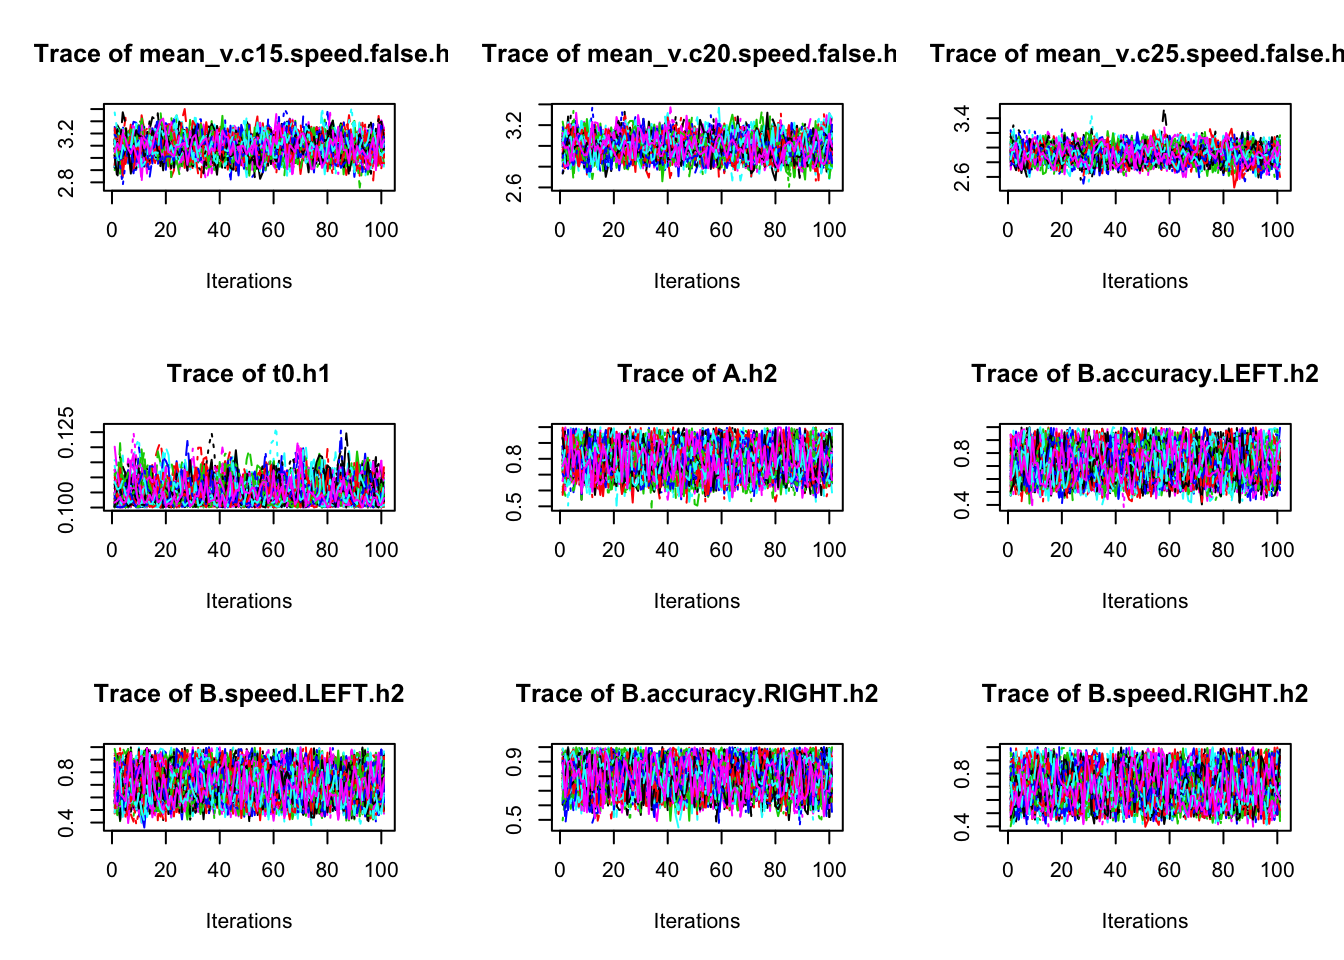 Trace of mean_v.c15.speed.false.h
Trace of mean_v.c20.speed.false.h
Trace of mean_v.c25.speed.false.h
2.8 3.2
0 20 40 60 80 100
Iterations
2.6 3.2
0 20 40 60 80 100
Iterations
2.6 3.4
0 20 40 60 80 100
Iterations
Trace of t0.h1
Trace of A.h2
Trace of B.accuracy.LEFT.h2
0.100 0.125
0 20 40 60 80 100
Iterations
0.5 0.8
0 20 40 60 80 100
Iterations
0.4 0.8
0 20 40 60 80 100
Iterations
Trace of B.speed.LEFT.h2
Trace of B.accuracy.RIGHT.h2
Trace of B.speed.RIGHT.h2
0.4 0.8
0 20 40 60 80 100
Iterations
0.5 0.9
0 20 40 60 80 100
Iterations
0.4 0.8
0 20 40 60 80 100
Iterations